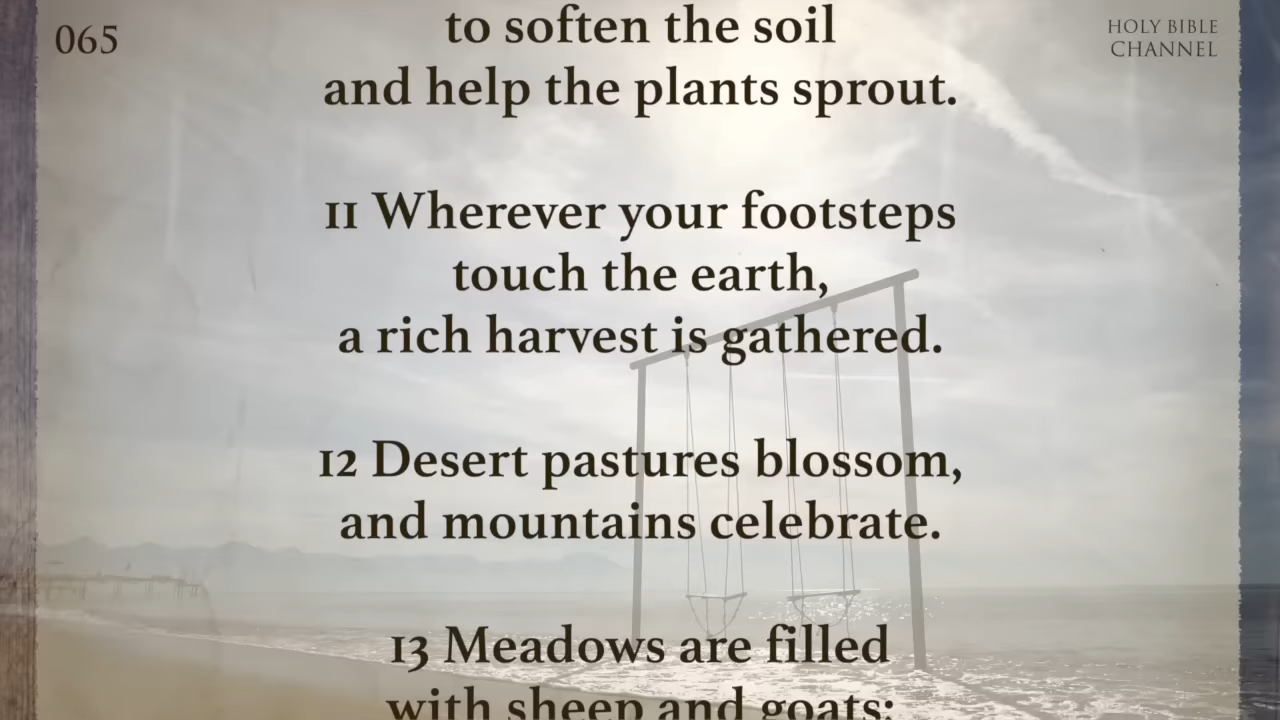 065
HOLY BIBLE
CHANNEL
to soften the soil
and help the plants sprout.
11 Wherever your footsteps
touch the earth,
a rich harvest is gathered.
12 Desert pastures blossom,
and mountains celebrate.
13 Meadows are filled
with sheep and goats;